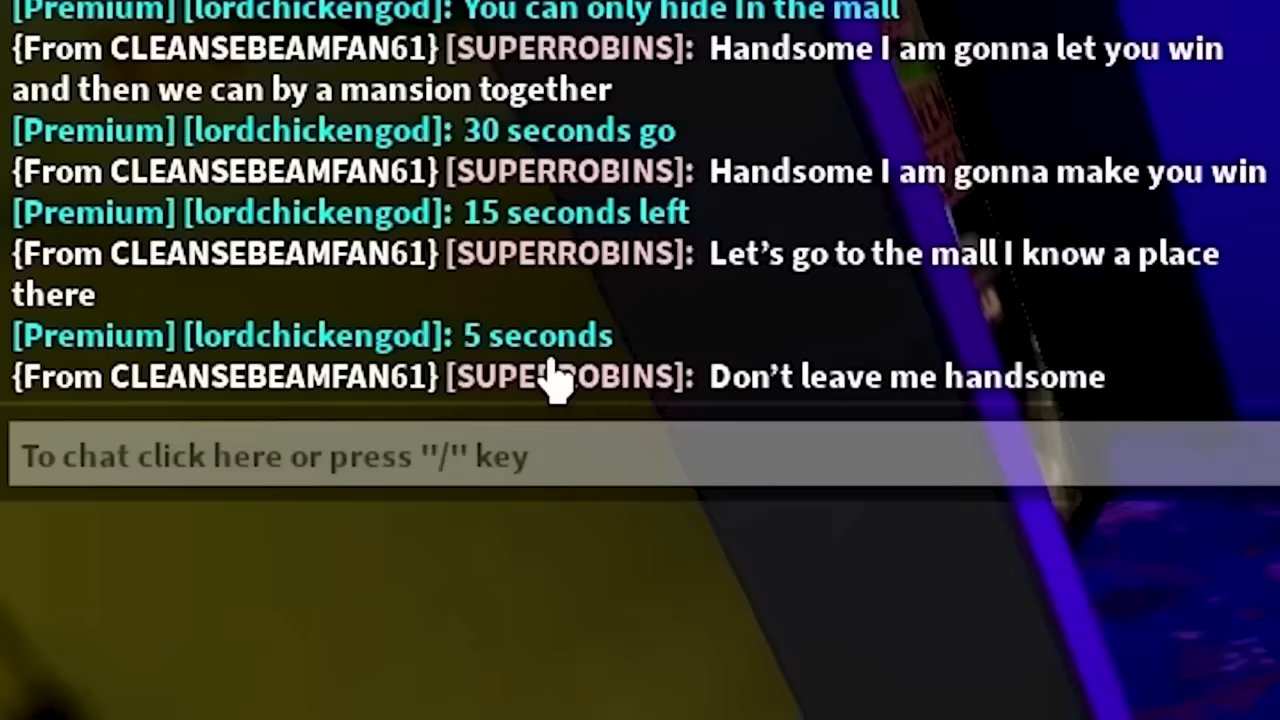 [Premium] [lordchickengod]: You can only hide in the mall
{From CLEANSEBEAMFAN61} [SUPERROBINS]: Handsome I am gonna let you win
and then we can by a mansion together
[Premium] [lordchickengod]: 30 seconds go
{From CLEANSEBEAMFAN61} [SUPERROBINS]: Handsome I am gonna make you win
[Premium] [lordchickengod]: 15 seconds left
{From CLEANSEBEAMFAN61} [SUPERROBINS]: Let’s go to the mall I know a place
there
[Premium] [lordchickengod]: 5 seconds
{From CLEANSEBEAMFAN61} [SUPERROBINS]: Don’t leave me handsome
To chat click here or press "/" key